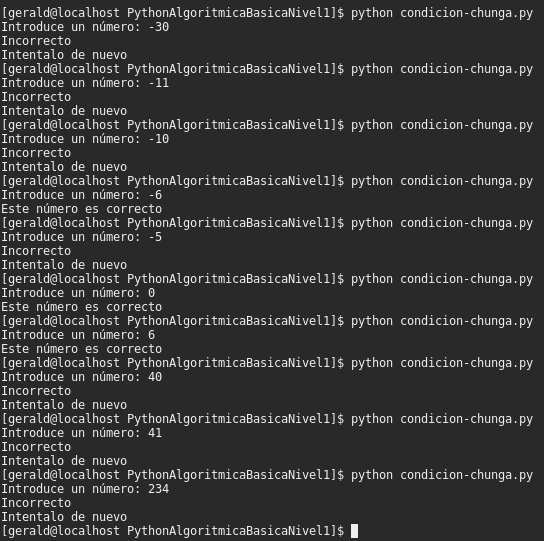 [gerald@localhost PythonAlgoritmicaBasicaNivel1]$ python condicion-chunga.py
Introduce un número: -30
Incorrecto
Intentalo de nuevo
[gerald@localhost PythonAlgoritmicaBasicaNivel1]$ python condicion-chunga.py
Introduce un número: -11
Incorrecto
Intentalo de nuevo
[gerald@localhost PythonAlgoritmicaBasicaNivel1]$ python condicion-chunga.py
Introduce un número: -10
Incorrecto
Intentalo de nuevo
[gerald@localhost PythonAlgoritmicaBasicaNivel1]$ python condicion-chunga.py
Introduce un número: -6
Este número es correcto
[gerald@localhost PythonAlgoritmicaBasicaNivel1]$ python condicion-chunga.py
Introduce un número: -5
Incorrecto
Intentalo de nuevo
[gerald@localhost PythonAlgoritmicaBasicaNivel1]$ python condicion-chunga.py
Introduce un número: 0
Este número es correcto
[gerald@localhost PythonAlgoritmicaBasicaNivel1]$ python condicion-chunga.py
Introduce un número: 6
Este número es correcto
[gerald@localhost PythonAlgoritmicaBasicaNivel1]$ python condicion-chunga.py
Introduce un número: 40
Incorrecto
Intentalo de nuevo
[gerald@localhost PythonAlgoritmicaBasicaNivel1]$ python condicion-chunga.py
Introduce un número: 41
Incorrecto
Intentalo de nuevo
[gerald@localhost PythonAlgoritmicaBasicaNivel1]$ python condicion-chunga.py
Introduce un número: 234
Incorrecto
Intentalo de nuevo
[gerald@localhost PythonAlgoritmicaBasicaNivel1]$